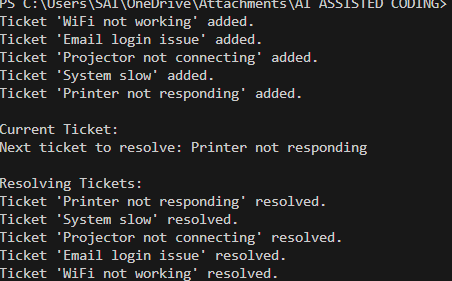 PS C:\Users\SAI\OneDrive\Attachments\AI ASSISTED CODING>
Ticket 'WiFi not working' added.
Ticket 'Email login issue' added.
Ticket 'Projector not connecting' added.
Ticket 'System slow' added.
Ticket 'Printer not responding' added.
Current Ticket:
Next ticket to resolve: Printer not responding
Resolving Tickets:
Ticket 'Printer not responding' resolved.
Ticket 'System slow' resolved.
Ticket 'Projector not connecting' resolved.
Ticket 'Email login issue' resolved.
Ticket 'WiFi not working' resolved.